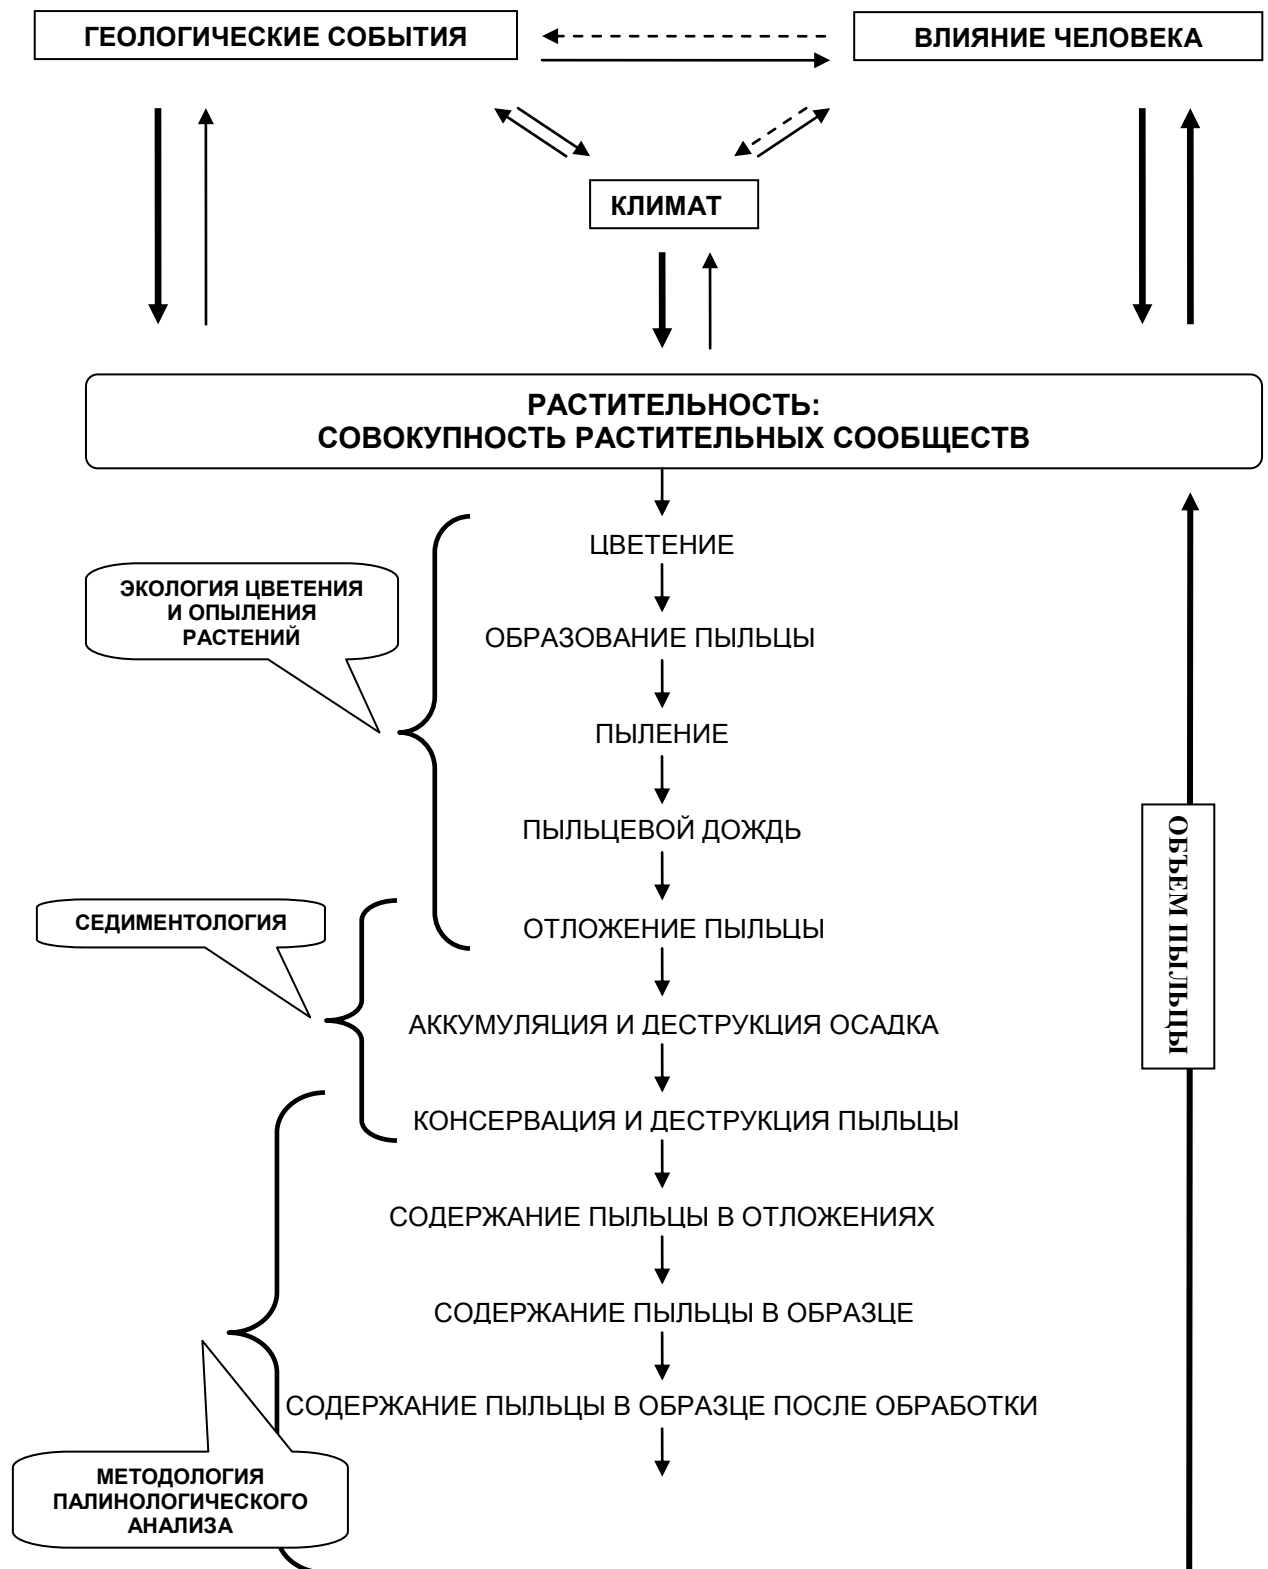 ГЕОЛОГИЧЕСКИЕ СОБЫТИЯ
ВЛИЯНИЕ ЧЕЛОВЕКА
КЛИМАТ
РАСТИТЕЛЬНОСТЬ:
СОВОКУПНОСТЬ РАСТИТЕЛЬНЫХ СООБЩЕСТВ
ЦВЕТЕНИЕ
ЭКОЛОГИЯ ЦВЕТЕНИЯ
И ОПЫЛЕНИЯ
РАСТЕНИЙ
ОБРАЗОВАНИЕ ПЫЛЬЦЫ
ПЫЛЕНИЕ
ПЫЛЬЦЕВОЙ ДОЖДЬ
ОБЪЕМ ПЫЛЬЦЫ
СЕДИМЕНТОЛОГИЯ
ОТЛОЖЕНИЕ ПЫЛЬЦЫ
АККУМУЛЯЦИЯ И ДЕСТРУКЦИЯ ОСАДКА
КОНСЕРВАЦИЯ И ДЕСТРУКЦИЯ ПЫЛЬЦЫ
СОДЕРЖАНИЕ ПЫЛЬЦЫ В ОТЛОЖЕНИЯХ
СОДЕРЖАНИЕ ПЫЛЬЦЫ В ОБРАЗЦЕ
СОДЕРЖАНИЕ ПЫЛЬЦЫ В ОБРАЗЦЕ ПОСЛЕ ОБРАБОТКИ
МЕТОДОЛОГИЯ
ПАЛИНОЛОГИЧЕСКОГО
АНАЛИЗА